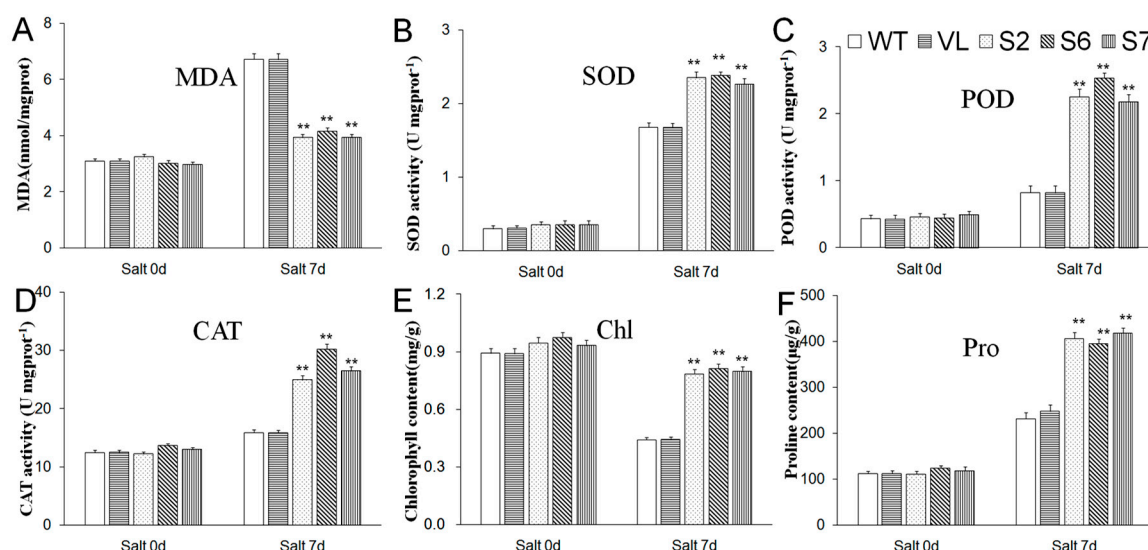 A
MDA(nmol/mgprot)
8
6
4
2
0
MDA
** ** **
Salt 0d
Salt 7d
B
SOD activity (U mgprot-1)
3
2
1
0
SOD
** ** **
Salt 0d
Salt 7d
WT VL S2 S6 S7
C
POD activity (U mgprot-1)
3
2
1
0
POD
** ** **
Salt 0d
Salt 7d
D
CAT activity (U mgprot-1)
40
30
20
10
0
CAT
** ** **
Salt 0d
Salt 7d
E
Chlorophyll content(mg/g)
1.2
0.9
0.6
0.3
0.0
Chl
** ** **
Salt 0d
Salt 7d
F
Proline content(μg/g)
500
400
300
200
100
0
Pro
** ** **
Salt 0d
Salt 7d